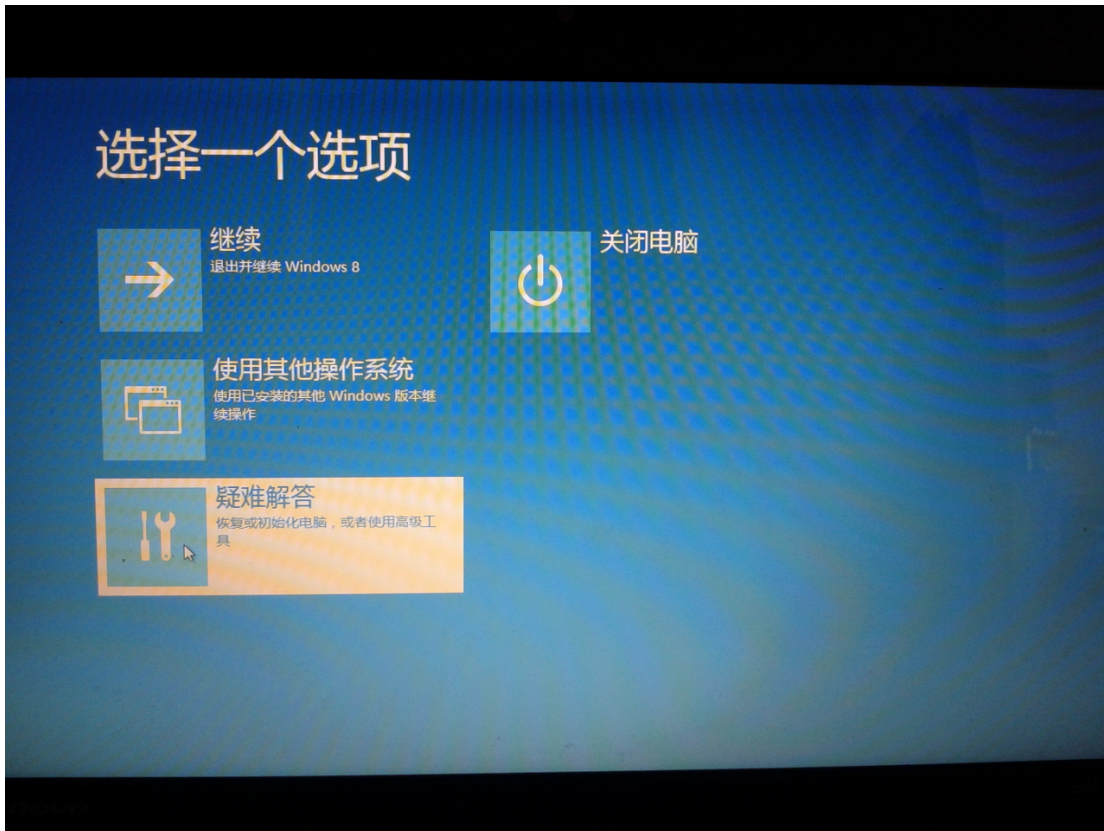 选择一个选项
继续
退出并继续 Windows 8
关闭电脑
使用其他操作系统
使用已安装的其他 Windows 版本继
续操作
疑难解答
恢复或初始化电脑，或者使用高级工
具